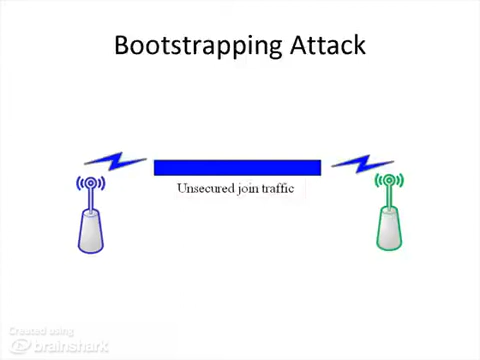 Bootstrapping Attack
Unsecured join traffic
Created using
brainshark